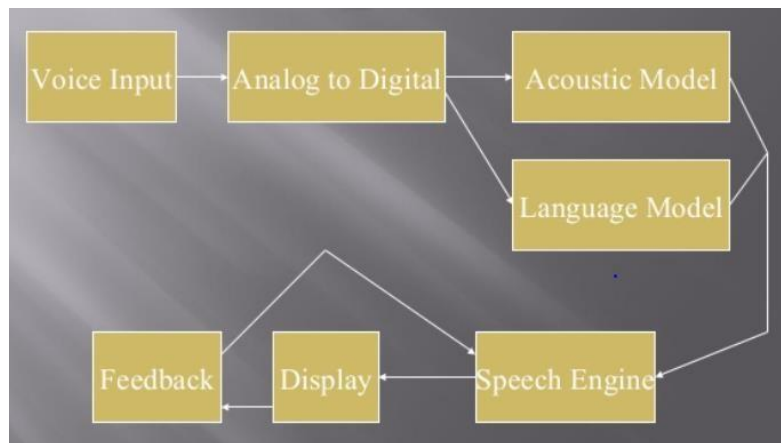 Voice Input
Analog to Digital
Acoustic Model
Language Model
Feedback
Display
Speech Engine